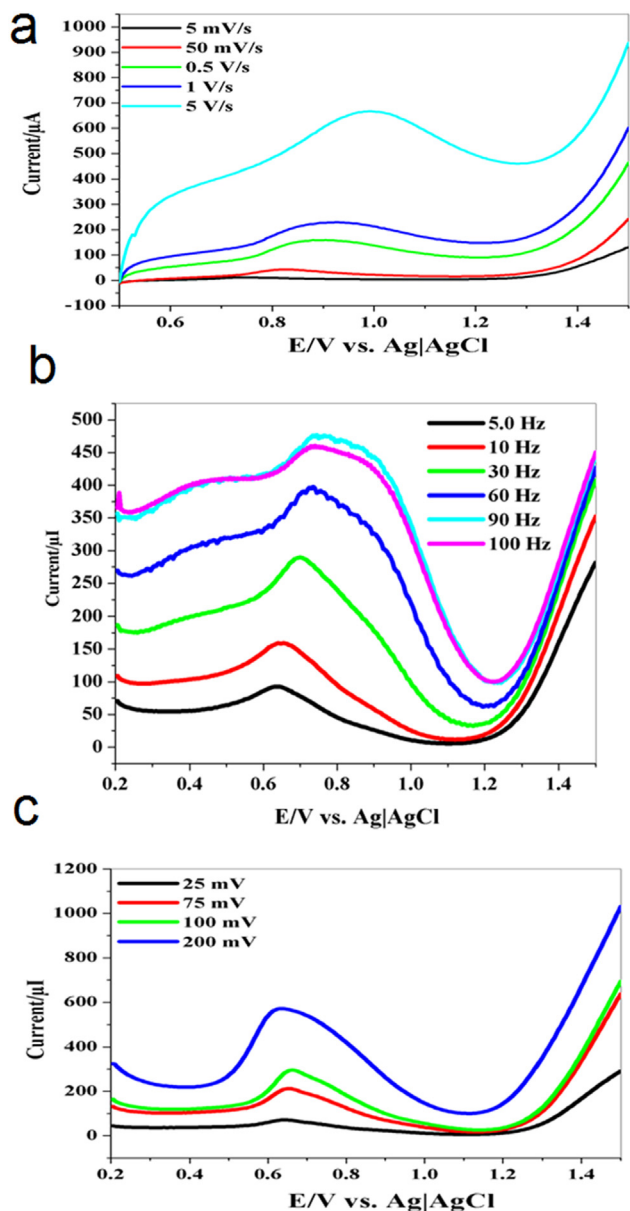 a
5 mV/s
50 mV/s
0.5 V/s
1 V/s
5 V/s
1000
900
800
700
600
500
400
300
200
100
0
-100
Current/μA
0.6 0.8 1.0 1.2 1.4
E/V vs. Ag|AgCl
b
5.0 Hz
10 Hz
30 Hz
60 Hz
90 Hz
100 Hz
500
450
400
350
300
250
200
150
100
50
0
Current/μI
0.2 0.4 0.6 0.8 1.0 1.2 1.4
E/V vs. Ag|AgCl
c
25 mV
75 mV
100 mV
200 mV
1200
1000
800
600
400
200
0
Current/μI
0.2 0.4 0.6 0.8 1.0 1.2 1.4
E/V vs. Ag|AgCl